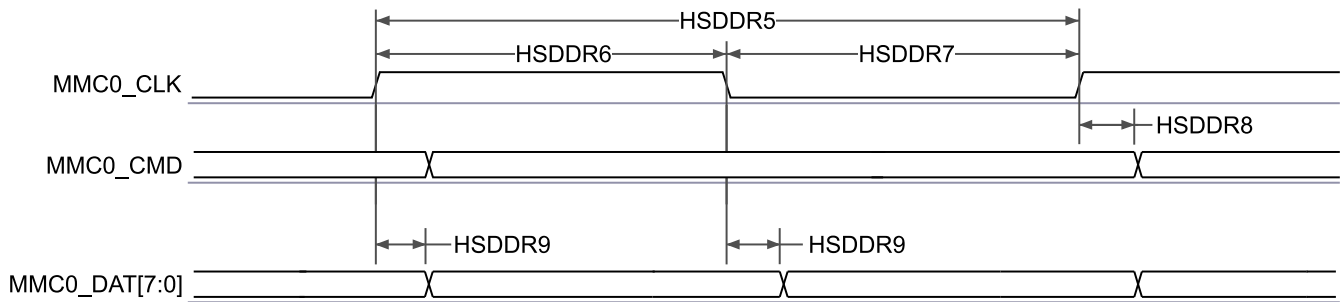 HSDDR5
HSDDR6
HSDDR7
MMC0_CLK
HSDDR8
MMC0_CMD
HSDDR9
HSDDR9
MMC0_DAT[7:0]